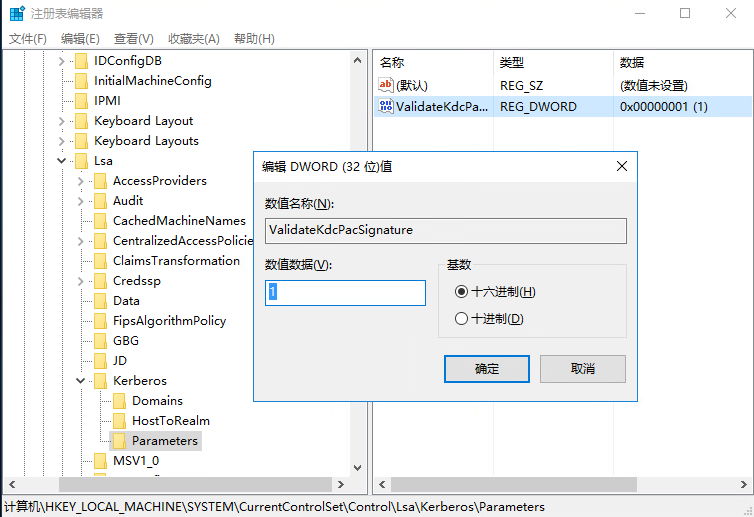 注册表编辑器
文件(F) 编辑(E) 查看(V) 收藏夹(A) 帮助(H)
IDConfigDB
InitialMachineConfig
IPMI
Keyboard Layout
Keyboard Layouts
Lsa
AccessProviders
Audit
CachedMachineNames
CentralizedAccessPolicie
ClaimsTransformation
Credssp
Data
FipsAlgorithmPolicy
GBG
JD
Kerberos
Domains
HostToRealm
Parameters
MSV1_0
名称 类型 数据
ab (默认) REG_SZ (数值未设置)
ValidateKdcPa... REG_DWORD 0x00000001 (1)
编辑 DWORD (32 位)值
数值名称(N):
ValidateKdcPacSignature
数值数据(V):
1
基数
十六进制(H)
十进制(D)
确定 取消
计算机\HKEY_LOCAL_MACHINE\SYSTEM\CurrentControlSet\Control\Lsa\Kerberos\Parameters